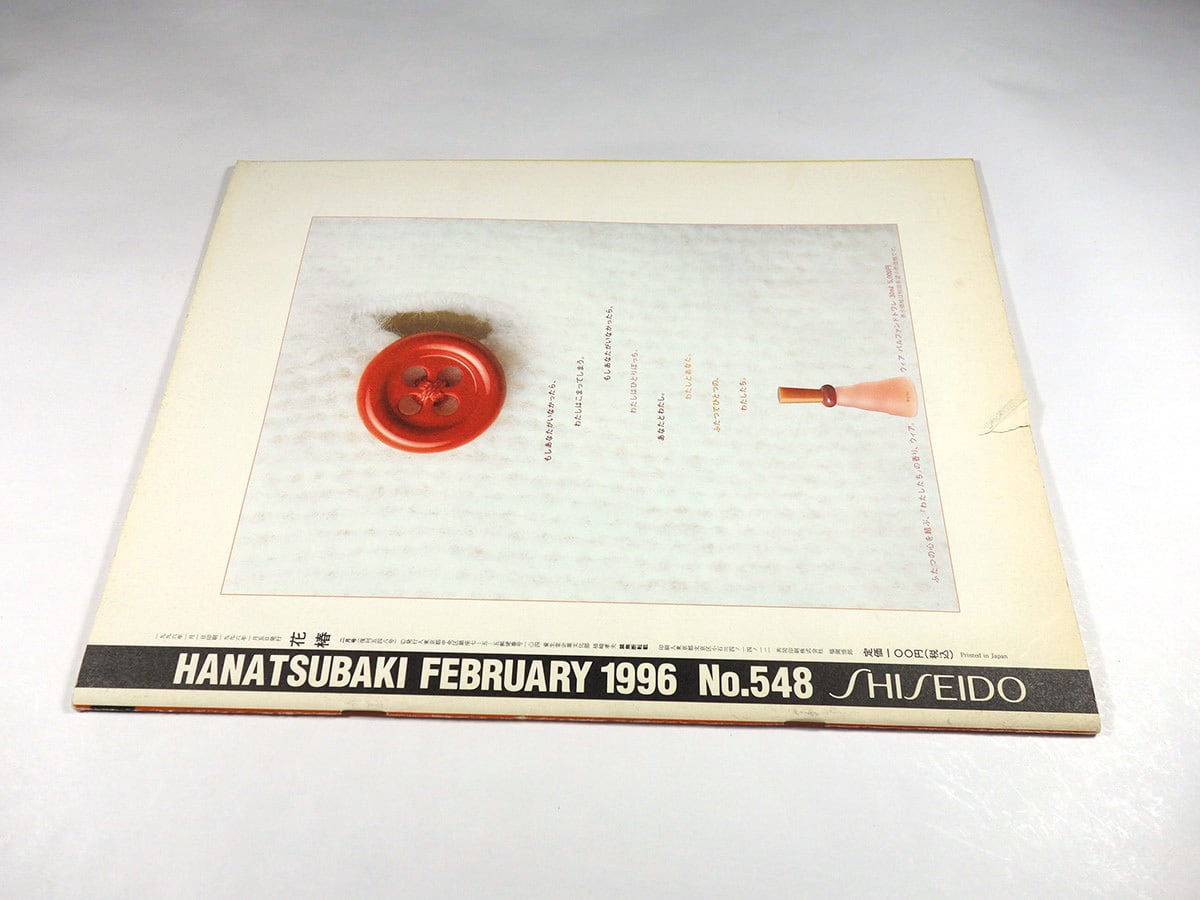 もしあなたがいなかったら、
わたしはこまってしまう。
もしあなたがいなかったら、
わたしはひとりぼっち。
あなたとわたし。
わたしとあなた。
ふたつでひとつの、
わたしたち。
ふたつの心を結ぶ、「わたしたち」の香り、ウィア。
ウィア パルファンドトワレ 30ml 5,000円
花椿
定価一〇〇円(税込)
Printed in Japan
HANATSUBAKI FEBRUARY 1996 No.548 SHISEIDO